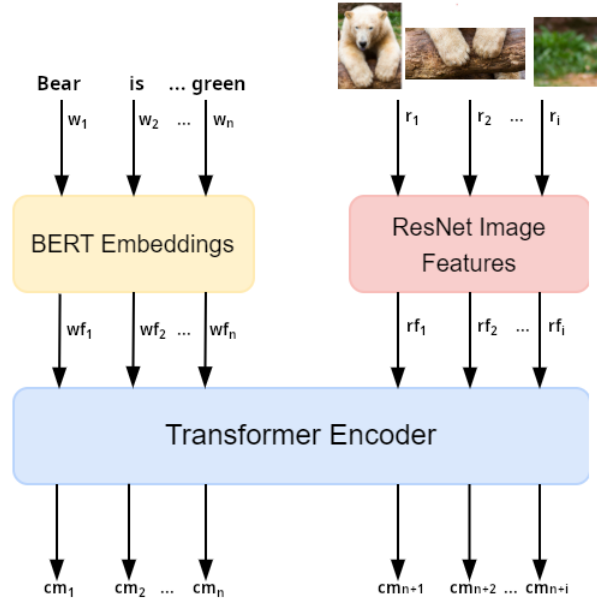 Bear is ... green
w₁ w₂ ... wₙ
r₁ r₂ ... rᵢ
BERT Embeddings
ResNet Image
Features
wf₁ wf₂ ... wfₙ
rf₁ rf₂ ... rfᵢ
Transformer Encoder
cm₁ cm₂ ... cmₙ
cmₙ₊₁ cmₙ₊₂ ... cmₙ₊ᵢ